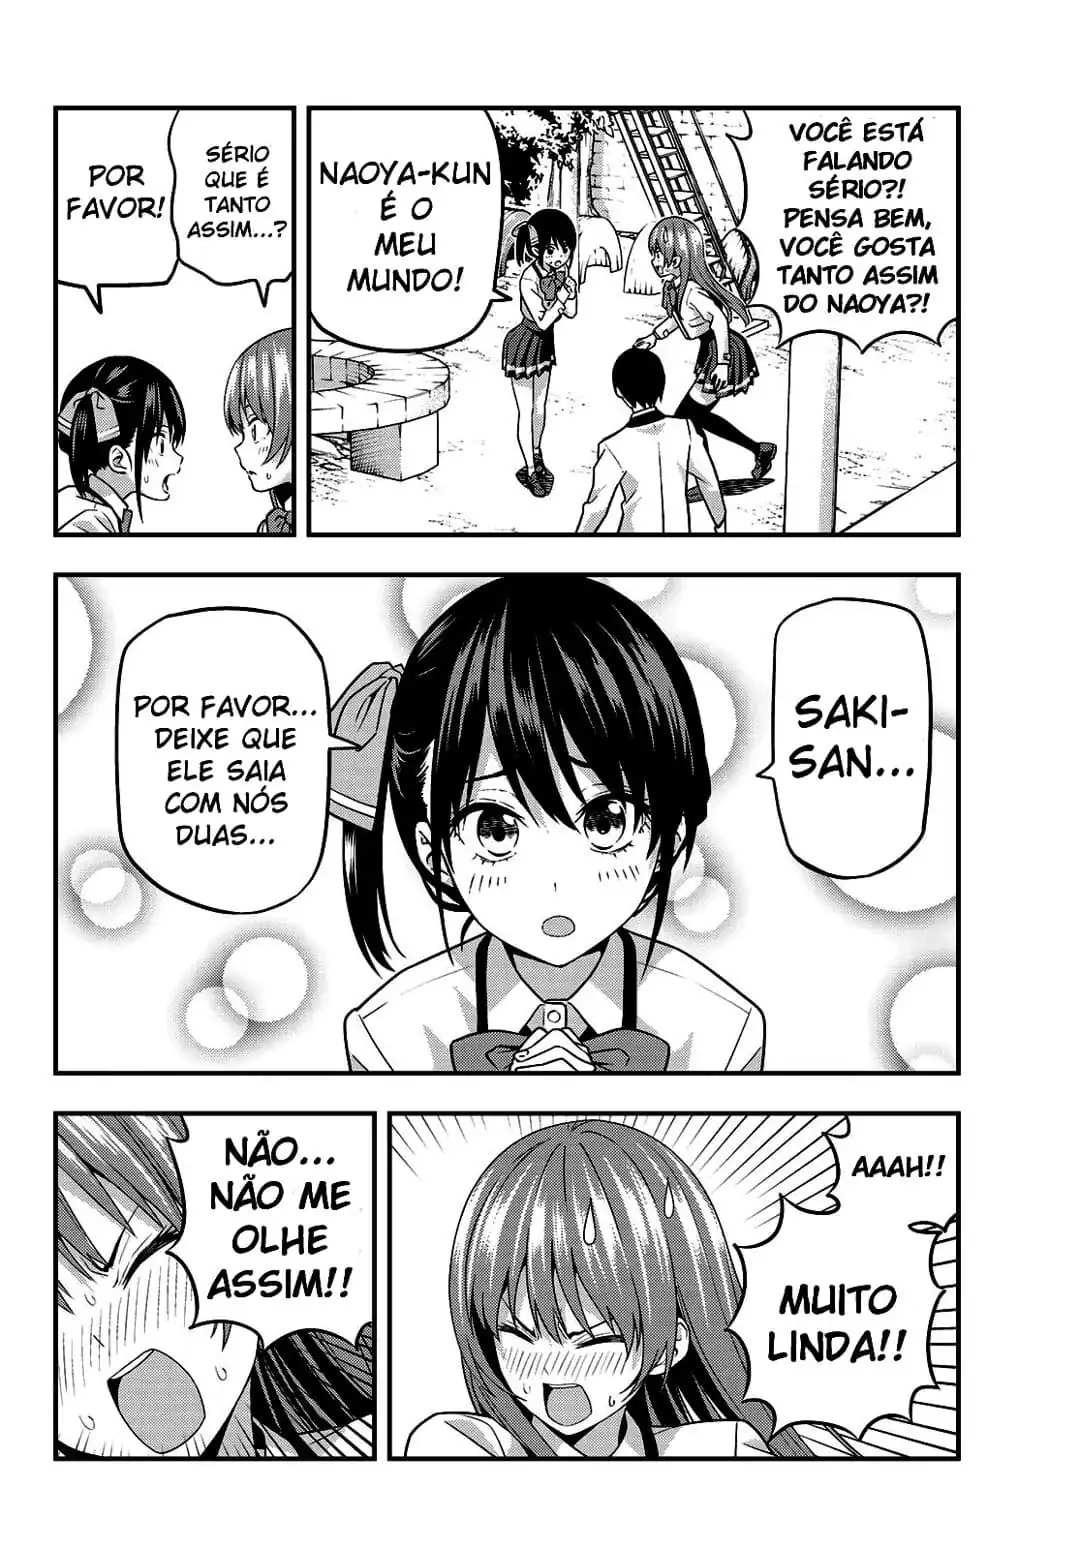 VOCÊ ESTÁ
FALANDO
SÉRIO?!
PENSA BEM,
VOCÊ GOSTA
TANTO ASSIM
DO NAOYA?!
NAOYA-KUN
É O
MEU
MUNDO!
SÉRIO
QUE É
TANTO
ASSIM...?
POR
FAVOR!
SAKI-
SAN...
POR FAVOR...
DEIXE QUE
ELE SAIA
COM NÓS
DUAS...
AAAH!!
MUITO
LINDA!!
NÃO...
NÃO ME
OLHE
ASSIM!!